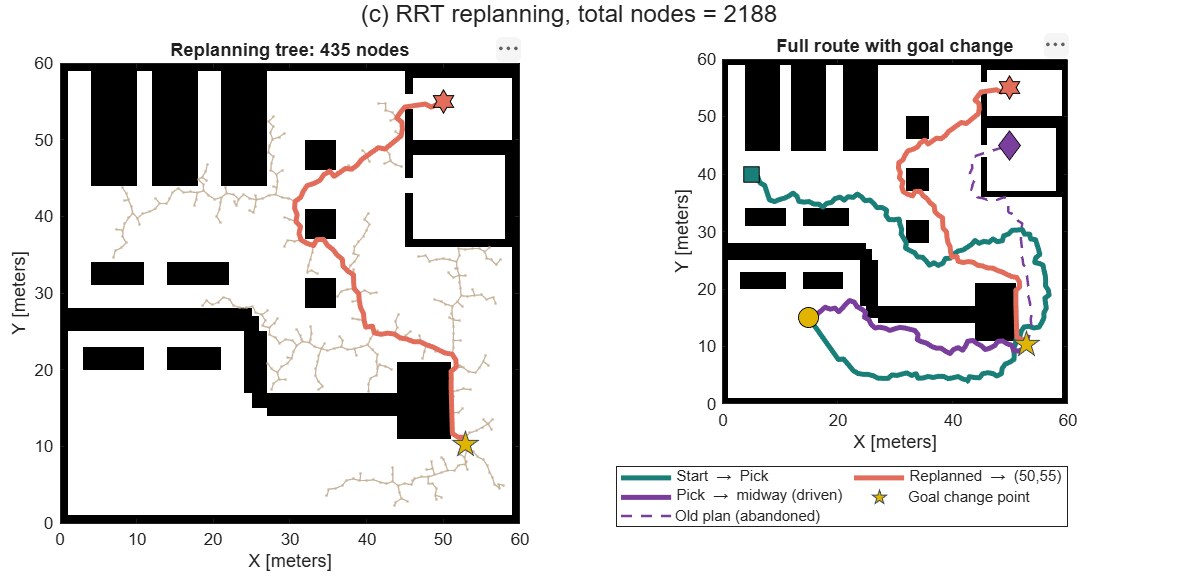 (c) RRT replanning, total nodes = 2188
Replanning tree: 435 nodes
60
50
40
30
20
10
0
Y [meters]
0 10 20 30 40 50 60
X [meters]
Full route with goal change
60
50
40
30
20
10
0
Y [meters]
0 20 40 60
X [meters]
Start → Pick
Replanned → (50,55)
Pick → midway (driven)
Goal change point
Old plan (abandoned)